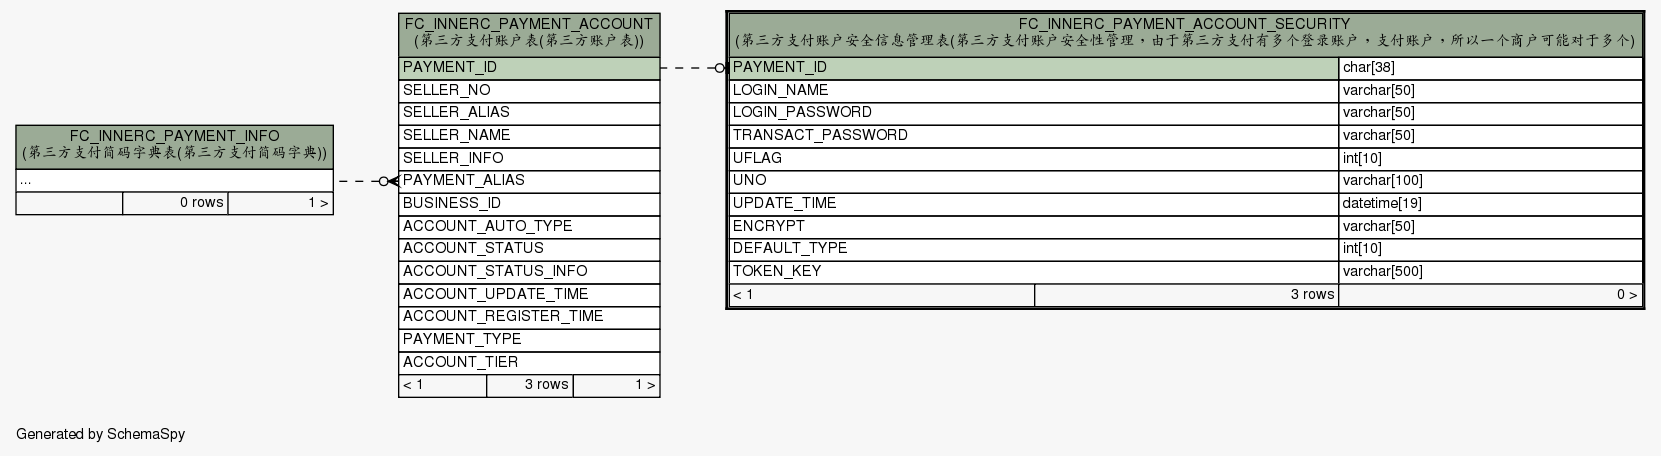 FC_INNERC_PAYMENT_INFO
(第三方支付简码字典表(第三方支付简码字典))
...
0 rows 1 >
FC_INNERC_PAYMENT_ACCOUNT
(第三方支付账户表(第三方账户表))
PAYMENT_ID
SELLER_NO
SELLER_ALIAS
SELLER_NAME
SELLER_INFO
PAYMENT_ALIAS
BUSINESS_ID
ACCOUNT_AUTO_TYPE
ACCOUNT_STATUS
ACCOUNT_STATUS_INFO
ACCOUNT_UPDATE_TIME
ACCOUNT_REGISTER_TIME
PAYMENT_TYPE
ACCOUNT_TIER
< 1 3 rows 1 >
FC_INNERC_PAYMENT_ACCOUNT_SECURITY
(第三方支付账户安全信息管理表(第三方支付账户安全性管理，由于第三方支付有多个登录账户，支付账户，所以一个商户可能对于多个)
PAYMENT_ID char[38]
LOGIN_NAME varchar[50]
LOGIN_PASSWORD varchar[50]
TRANSACT_PASSWORD varchar[50]
UFLAG int[10]
UNO varchar[100]
UPDATE_TIME datetime[19]
ENCRYPT varchar[50]
DEFAULT_TYPE int[10]
TOKEN_KEY varchar[500]
< 1 3 rows 0 >
Generated by SchemaSpy